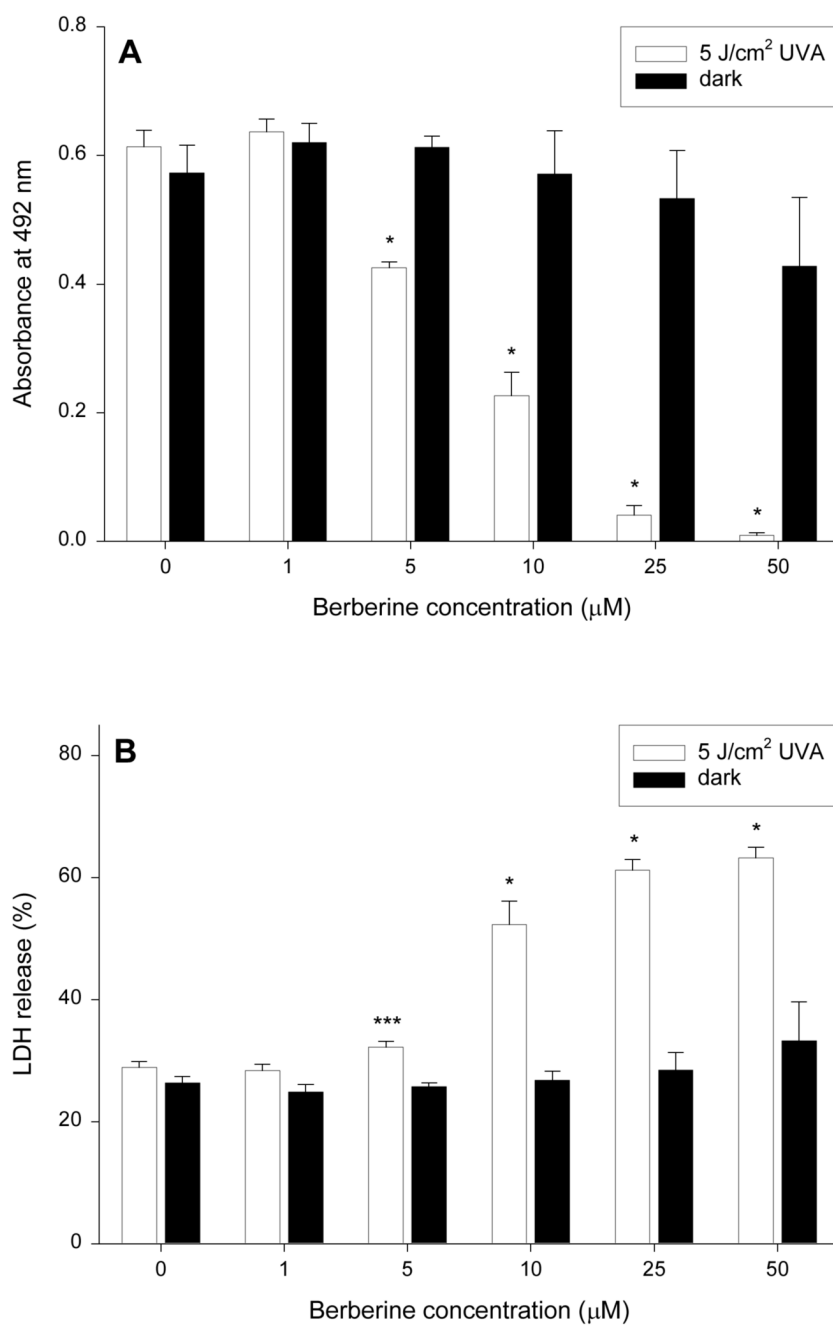 A
5 J/cm² UVA
dark
0.8
0.6
0.4
0.2
0.0
Absorbance at 492 nm
*
*
*
*
0 1 5 10 25 50
Berberine concentration (μM)
B
5 J/cm² UVA
dark
80
60
40
20
0
LDH release (%)
***
*
*
*
0 1 5 10 25 50
Berberine concentration (μM)